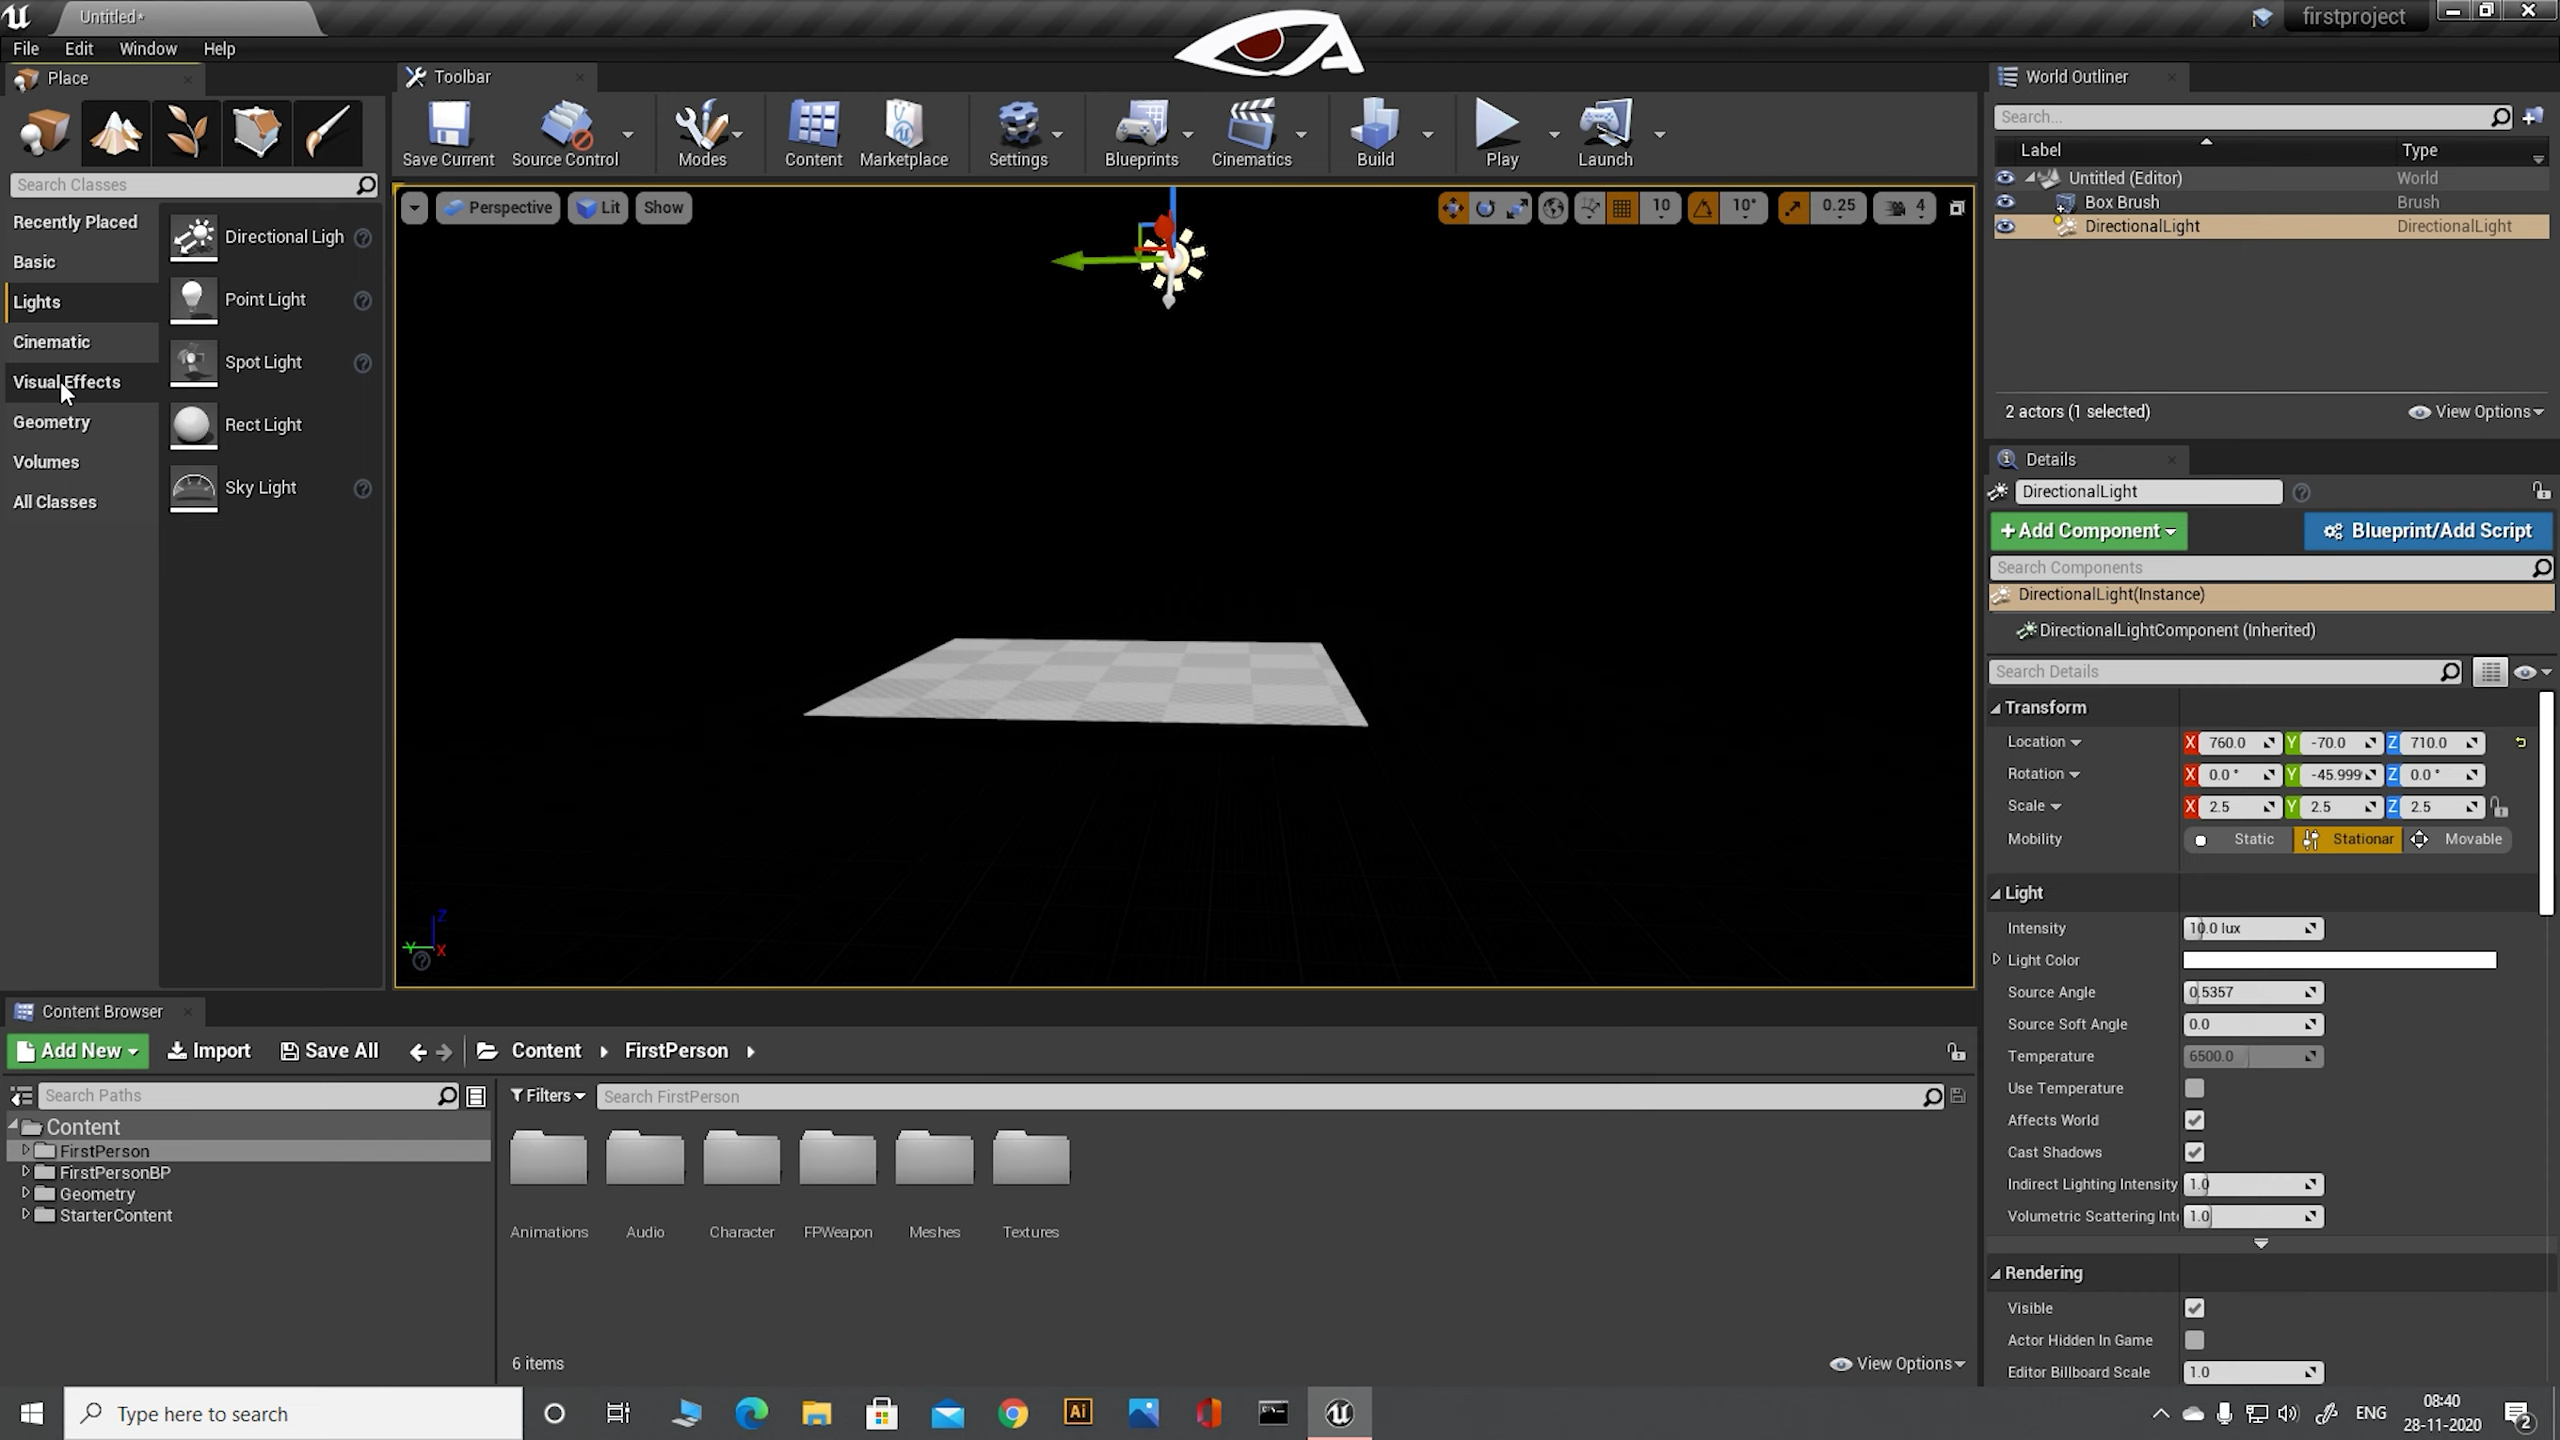 Untitled*
firstproject
File Edit Window Help
Place
Toolbar
World Outliner
Save Current
Source Control
Modes
Content
Marketplace
Settings
Blueprints
Cinematics
Build
Play
Launch
Search...
Label
Type
Untitled (Editor) World
Box Brush Brush
DirectionalLight DirectionalLight
2 actors (1 selected)
View Options
Search Classes
Recently Placed
Basic
Lights
Cinematic
Visual Effects
Geometry
Volumes
All Classes
Directional Ligh
Point Light
Spot Light
Rect Light
Sky Light
Perspective Lit Show
10 10° 0.25 4
Z
Y X
Details
DirectionalLight
+Add Component
Blueprint/Add Script
Search Components
DirectionalLight(Instance)
DirectionalLightComponent (Inherited)
Search Details
Transform
Location X 760.0 Y -70.0 Z 710.0
Rotation X 0.0 ° Y -45.999 Z 0.0 °
Scale X 2.5 Y 2.5 Z 2.5
Mobility Static Stationar Movable
Light
Intensity 10.0 lux
Light Color
Source Angle 0.5357
Source Soft Angle 0.0
Temperature 6500.0
Use Temperature
Affects World
Cast Shadows
Indirect Lighting Intensity 1.0
Volumetric Scattering Int 1.0
Rendering
Visible
Actor Hidden In Game
Editor Billboard Scale 1.0
Content Browser
Add New Import Save All Content FirstPerson
Search Paths
Filters
Search FirstPerson
Content
FirstPerson
FirstPersonBP
Geometry
StarterContent
Animations Audio Character FPWeapon Meshes Textures
6 items
View Options
Type here to search
Ai
ENG
08:40
28-11-2020
2